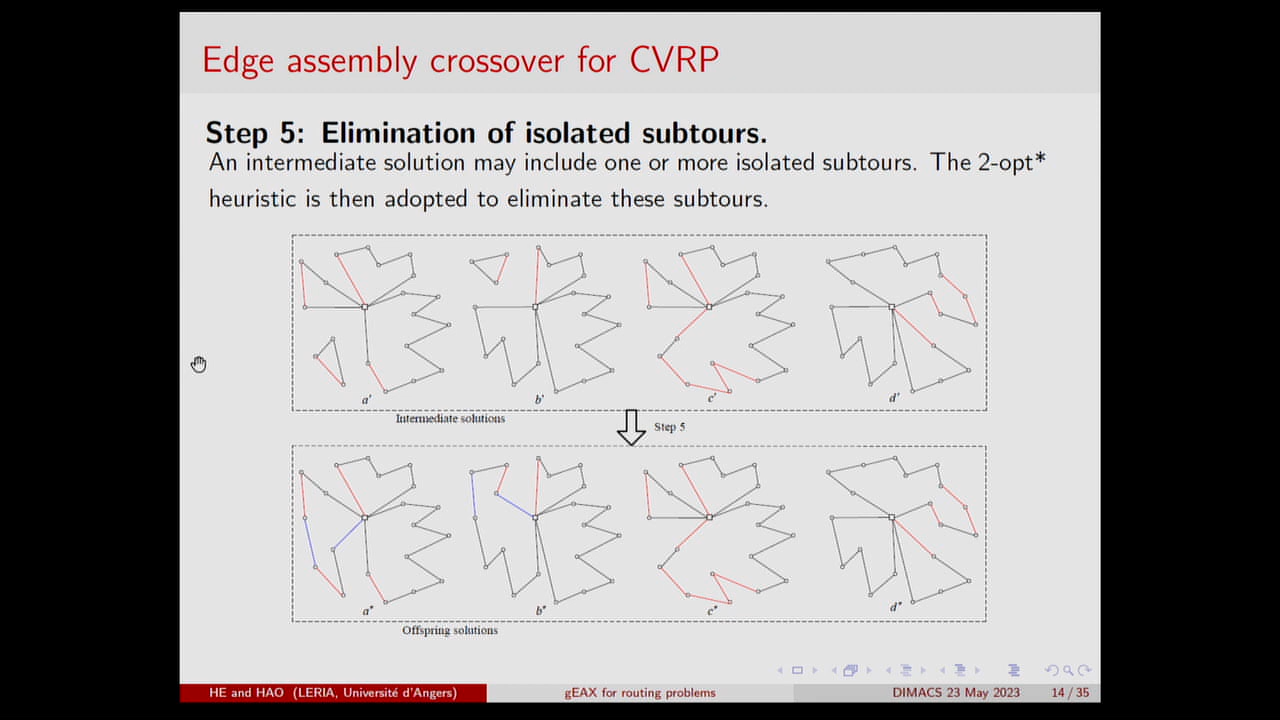 Edge assembly crossover for CVRP
Step 5: Elimination of isolated subtours.
An intermediate solution may include one or more isolated subtours. The 2-opt*
heuristic is then adopted to eliminate these subtours.
a' b' c' d'
Intermediate solutions
Step 5
a" b" c" d"
Offspring solutions
HE and HAO (LERIA, Université d'Angers) gEAX for routing problems DIMACS 23 May 2023 14 / 35